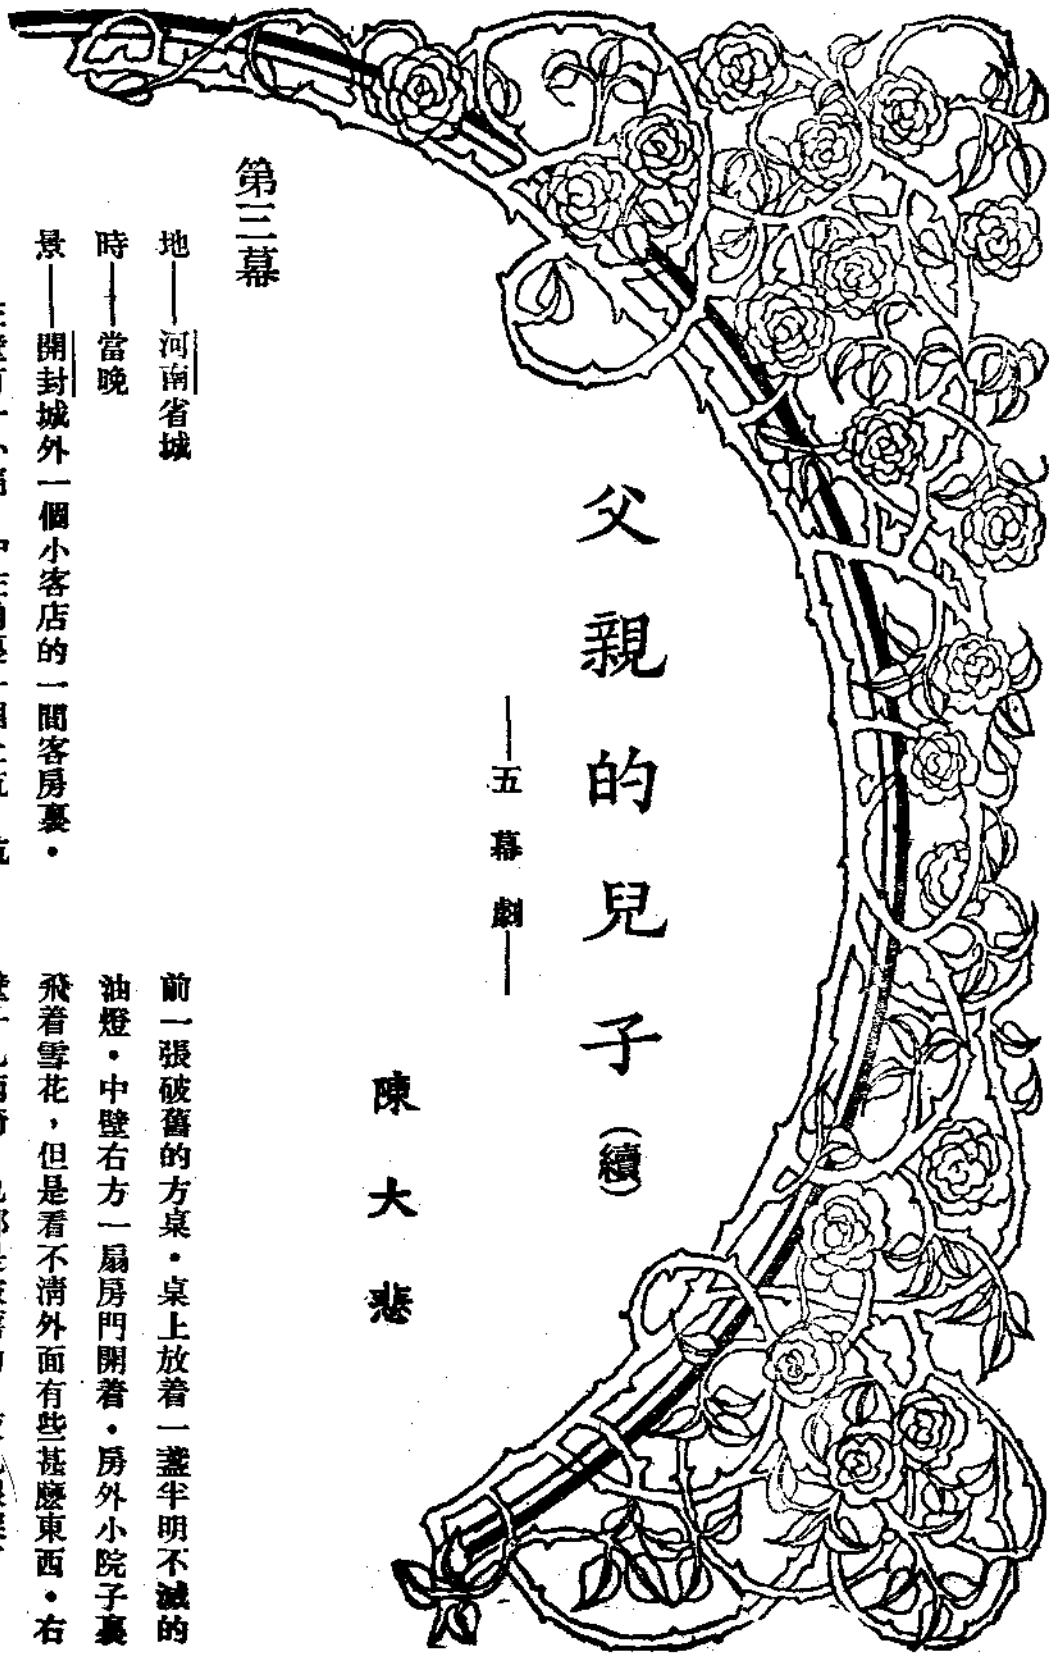 父親的兒子(續)
——五幕劇——
陳大悲
第三幕
地——河南省城
時——當晚
景——開封城外一個小客店的一間客房裏・
前一張破舊的方桌・桌上放着一盞半明不滅的
油燈・中壁右方一扇房門開着・房外小院子裏
飛着雪花，但是看不清外面有些甚麽東西・右